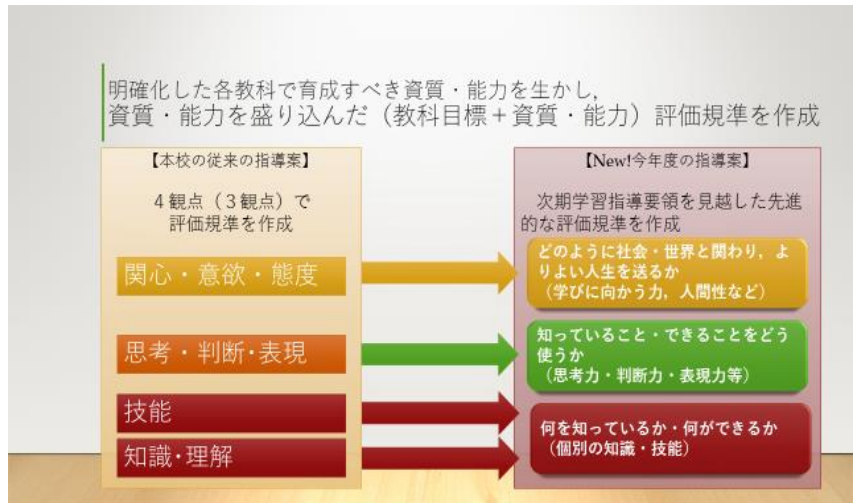 明確化した各教科で育成すべき資質・能力を生かし,
資質・能力を盛り込んだ（教科目標＋資質・能力）評価規準を作成
【本校の従来の指導案】
４観点（３観点）で
評価規準を作成
関心・意欲・態度
思考・判断・表現
技能
知識・理解
【New!今年度の指導案】
次期学習指導要領を見越した先進
的な評価規準を作成
どのように社会・世界と関わり，よ
りよい人生を送るか
（学びに向かう力，人間性など）
知っていること・できることをどう
使うか
（思考力・判断力・表現力等）
何を知っているか・何ができるか
（個別の知識・技能）